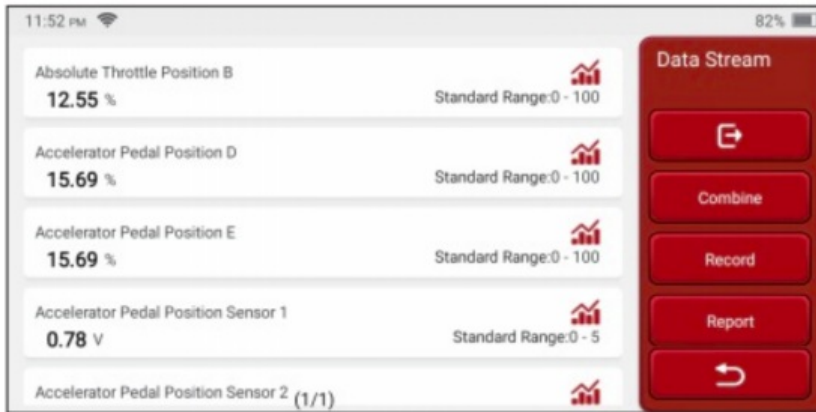 11:52 PM
82%
Data Stream
Absolute Throttle Position B
12.55 %
Standard Range:0 - 100
Accelerator Pedal Position D
15.69 %
Standard Range:0 - 100
Accelerator Pedal Position E
15.69 %
Standard Range:0 - 100
Accelerator Pedal Position Sensor 1
0.78 V
Standard Range:0 - 5
Accelerator Pedal Position Sensor 2
(1/1)
Combine
Record
Report